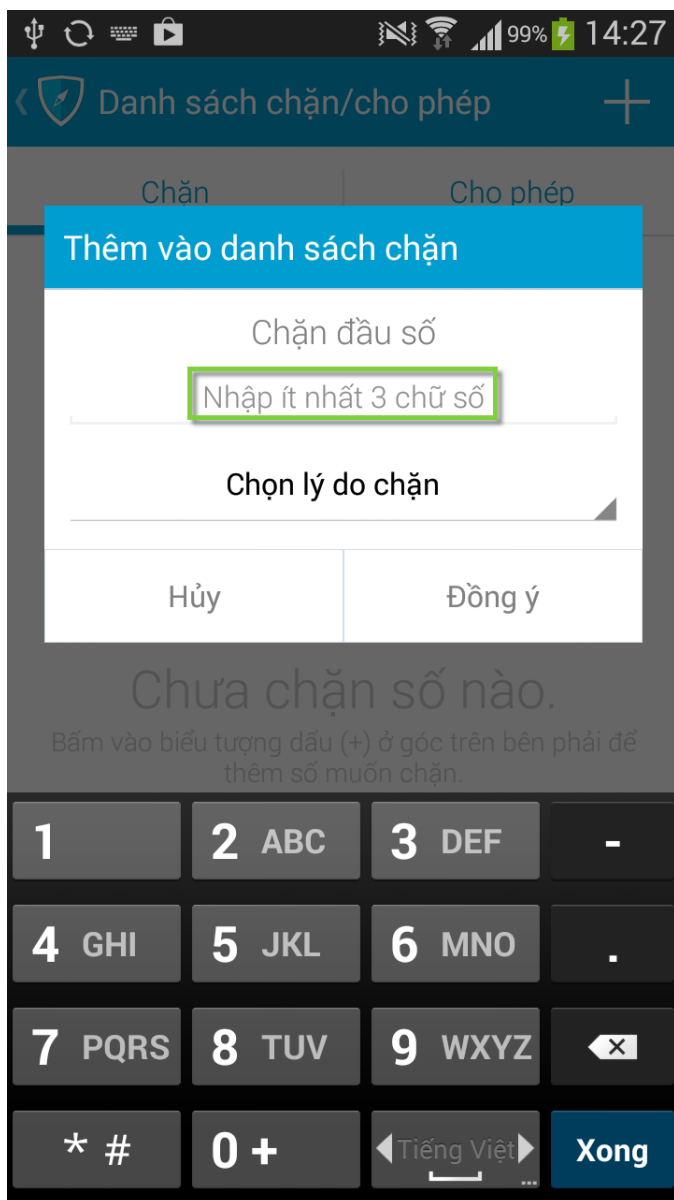 99% 14:27
Danh sách chặn/cho phép
Chặn Cho phép
Thêm vào danh sách chặn
Chặn đầu số
Nhập ít nhất 3 chữ số
Chọn lý do chặn
Hủy Đồng ý
Chưa chặn số nào.
Bấm vào biểu tượng dấu (+) ở góc trên bên phải để
thêm số muốn chặn.
1 2 ABC 3 DEF -
4 GHI 5 JKL 6 MNO .
7 PQRS 8 TUV 9 WXYZ
* # 0 + Tiếng Việt ... Xong